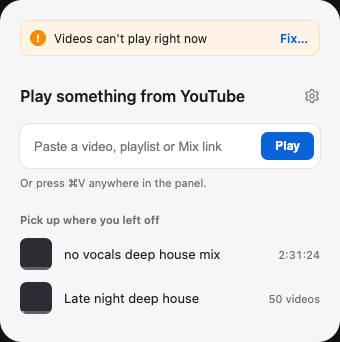 Videos can't play right now Fix...
Play something from YouTube
Paste a video, playlist or Mix link Play
Or press ⌘V anywhere in the panel.
Pick up where you left off
no vocals deep house mix 2:31:24
Late night deep house 50 videos